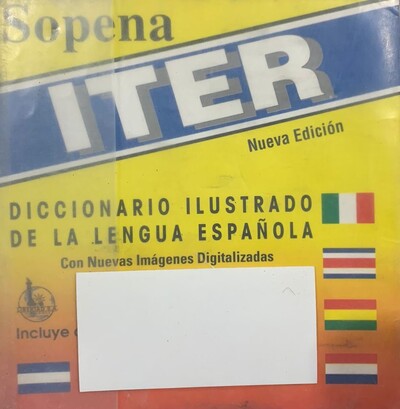 Sopena
ITER
Nueva Edición
DICCIONARIO ILUSTRADO
DE LA LENGUA ESPAÑOLA
Con Nuevas Imágenes Digitalizadas
Incluye